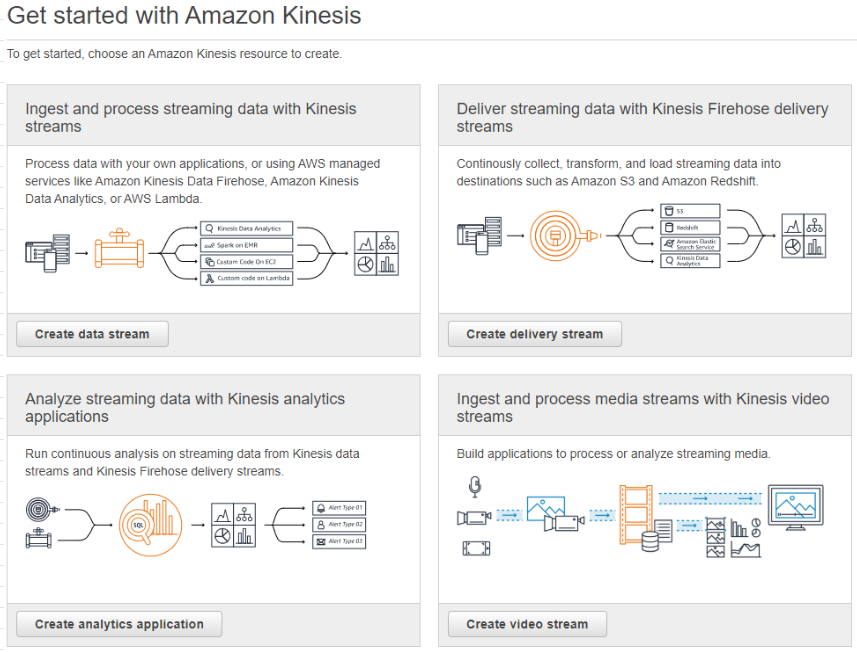 Get started with Amazon Kinesis
To get started, choose an Amazon Kinesis resource to create.
Ingest and process streaming data with Kinesis
streams
Process data with your own applications, or using AWS managed
services like Amazon Kinesis Data Firehose, Amazon Kinesis
Data Analytics, or AWS Lambda.
Kinesis Data Analytics
Spark on EMR
Custom Code On EC2
Custom code on Lambda
Create data stream
Deliver streaming data with Kinesis Firehose delivery
streams
Continously collect, transform, and load streaming data into
destinations such as Amazon S3 and Amazon Redshift.
S3
Redshift
Amazon Elastic
Search Service
Kinesis Data
Analytics
Create delivery stream
Analyze streaming data with Kinesis analytics
applications
Run continuous analysis on streaming data from Kinesis data
streams and Kinesis Firehose delivery streams.
SQL
Alert Type 01
Alert Type 02
Alert Type 03
Create analytics application
Ingest and process media streams with Kinesis video
streams
Build applications to process or analyze streaming media.
Create video stream